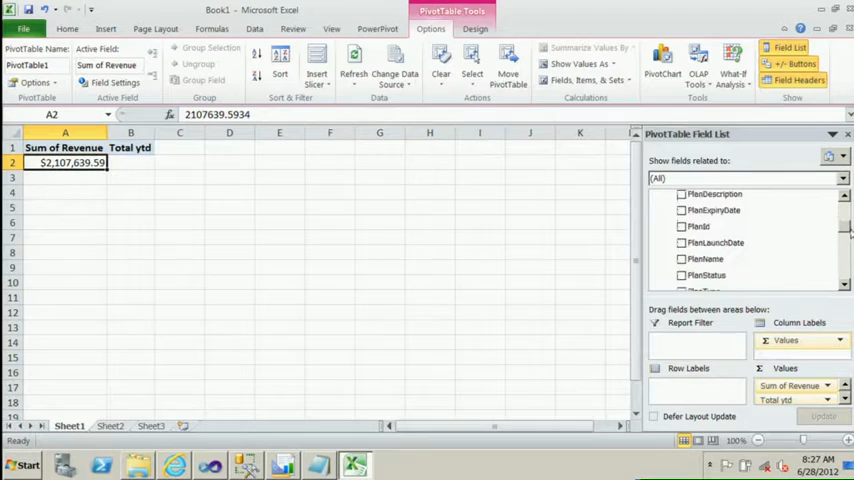 Book1 - Microsoft Excel
PivotTable Tools
File Home Insert Page Layout Formulas Data Review View PowerPivot Options Design
PivotTable Name: Active Field:
PivotTable1 Sum of Revenue
Options Field Settings
PivotTable Active Field
Group Selection
Ungroup
Group Field
Group
Sort
Insert Slicer
Sort & Filter
Refresh Change Data Source
Data
Clear Select Move PivotTable
Actions
Summarize Values By
Show Values As
Fields, Items, & Sets
Calculations
PivotChart OLAP Tools What-If Analysis
Tools
Field List
+/- Buttons
Field Headers
Show
A2 fx 2107639.5934
A B C D E F G H I J K
1 Sum of Revenue Total ytd
2 $2,107,639.59
3
4
5
6
7
8
9
10
11
12
13
14
15
16
17
18
19
PivotTable Field List
Show fields related to:
(All)
PlanDescription
PlanExpiryDate
PlanId
PlanLaunchDate
PlanName
PlanStatus
Drag fields between areas below:
Report Filter Column Labels
Σ Values
Row Labels Σ Values
Sum of Revenue
Total ytd
Defer Layout Update Update
Sheet1 Sheet2 Sheet3
Ready 100%
Start
8:27 AM
6/28/2012